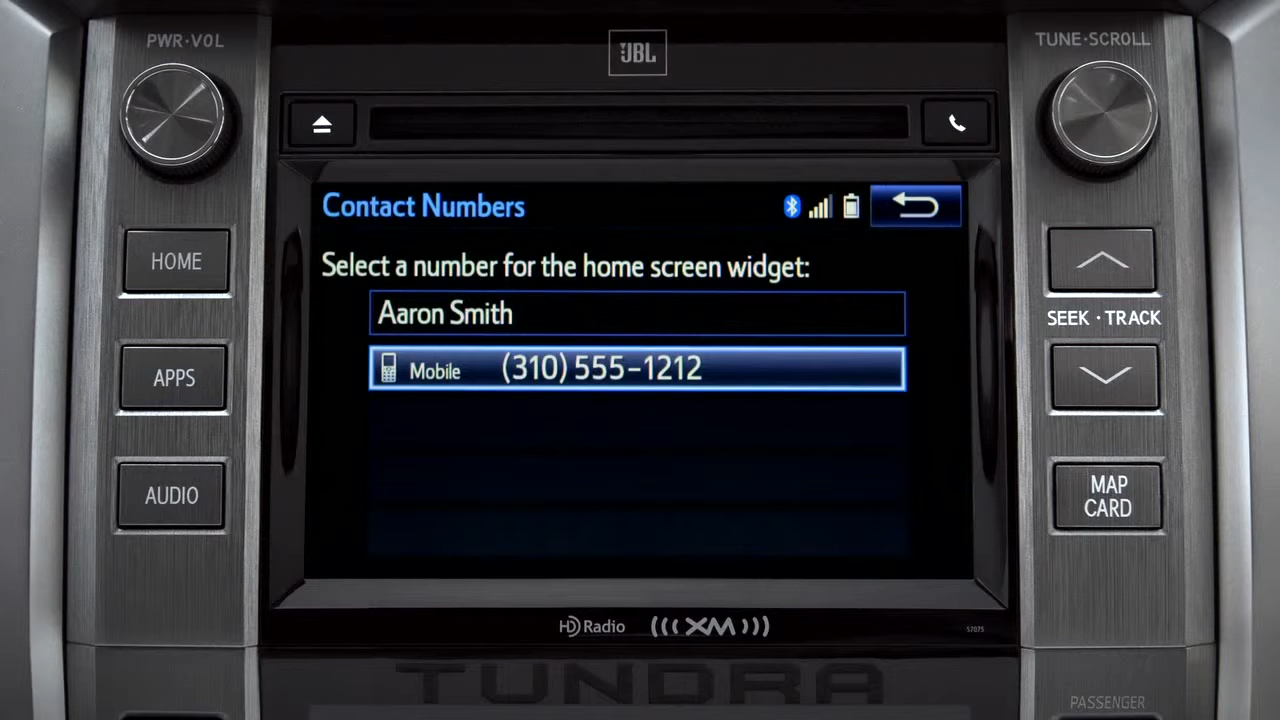 PWR·VOL
JBL
TUNE·SCROLL
Contact Numbers
Select a number for the home screen widget:
Aaron Smith
Mobile (310) 555-1212
HOME
APPS
AUDIO
SEEK · TRACK
MAP
CARD
HD Radio
((( XM )))
57075
TUNDRA
PASSENGER